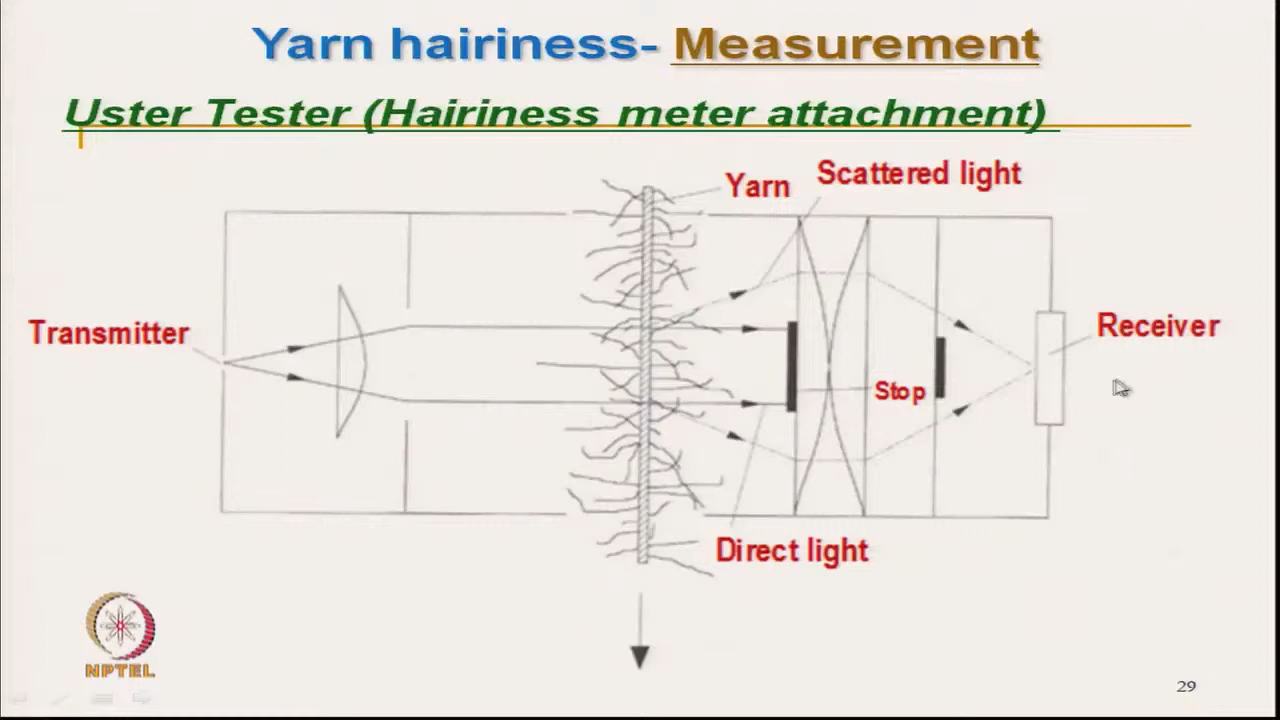 Yarn hairiness- Measurement
Uster Tester (Hairiness meter attachment)
Yarn
Scattered light
Transmitter
Receiver
Stop
Direct light
NPTEL
29